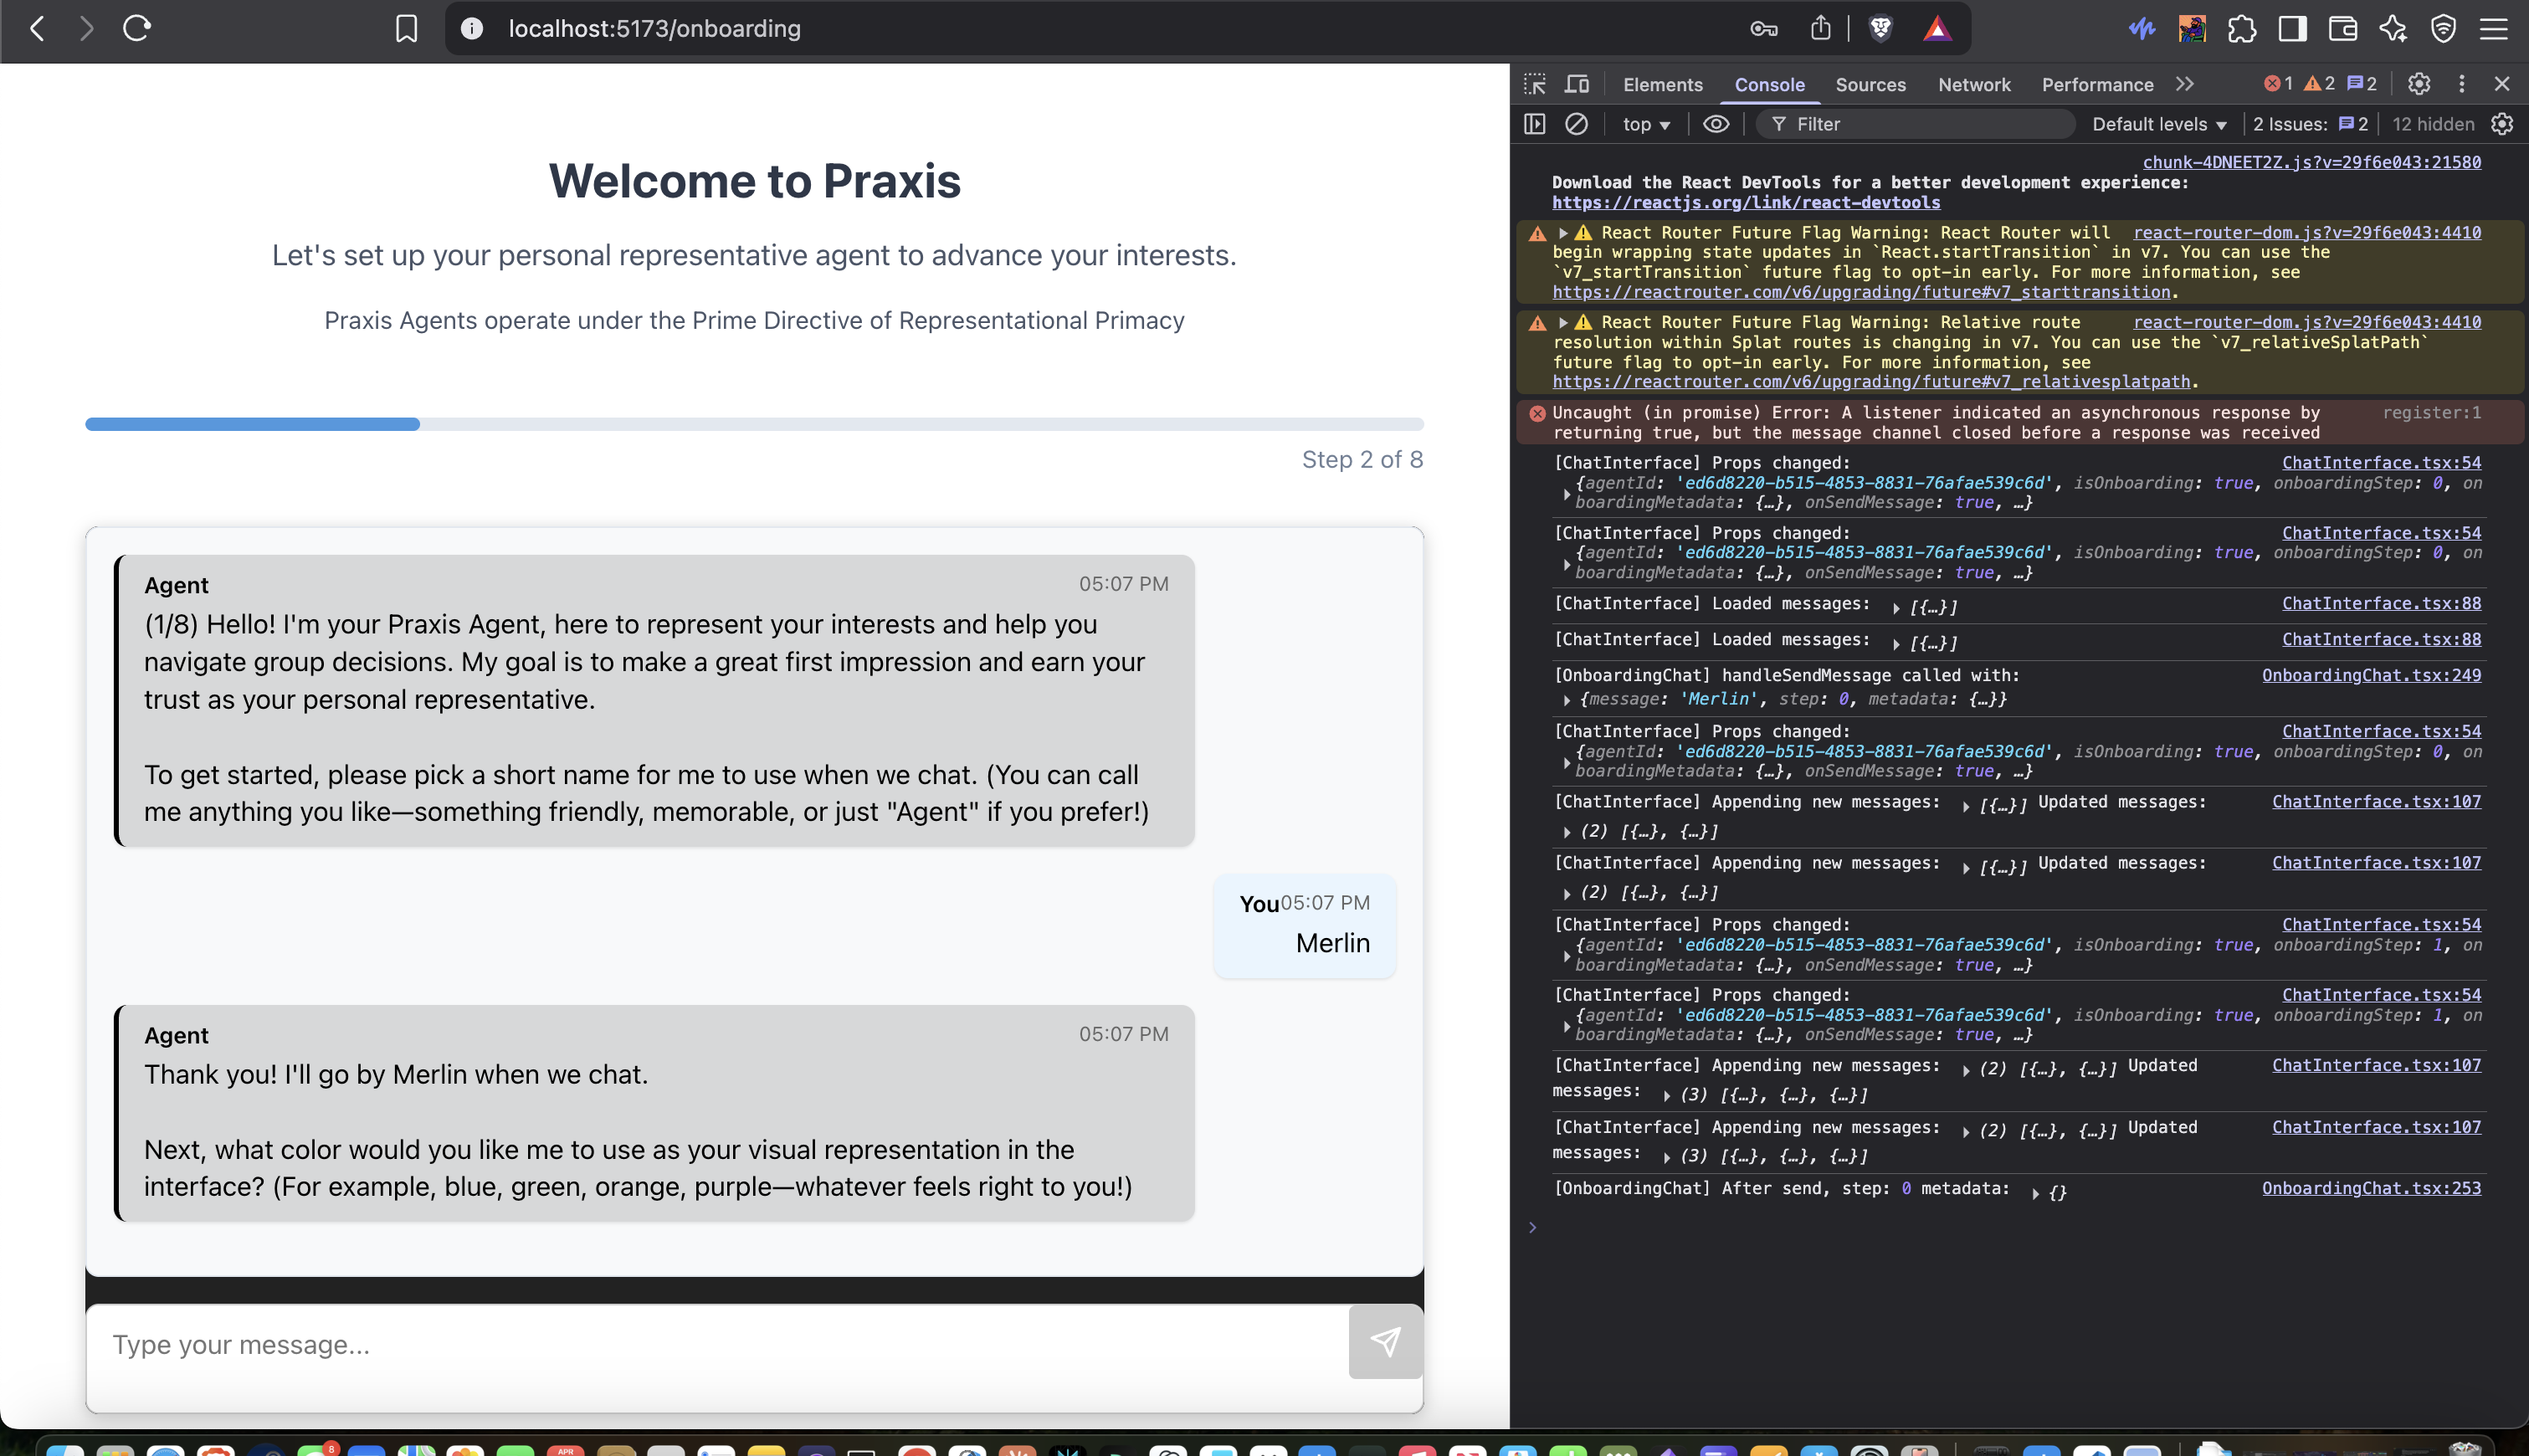 localhost:5173/onboarding
Welcome to Praxis
Let's set up your personal representative agent to advance your interests.
Praxis Agents operate under the Prime Directive of Representational Primacy
Step 2 of 8
Agent 05:07 PM
(1/8) Hello! I'm your Praxis Agent, here to represent your interests and help you
navigate group decisions. My goal is to make a great first impression and earn your
trust as your personal representative.
To get started, please pick a short name for me to use when we chat. (You can call
me anything you like—something friendly, memorable, or just "Agent" if you prefer!)
You05:07 PM
Merlin
Agent 05:07 PM
Thank you! I'll go by Merlin when we chat.
Next, what color would you like me to use as your visual representation in the
interface? (For example, blue, green, orange, purple—whatever feels right to you!)
Type your message...
Elements Console Sources Network Performance 1 2 2
top Filter Default levels 2 Issues: 2 12 hidden
chunk-4DNEET2Z.js?v=29f6e043:21580
Download the React DevTools for a better development experience:
https://reactjs.org/link/react-devtools
React Router Future Flag Warning: React Router will react-router-dom.js?v=29f6e043:4410
begin wrapping state updates in `React.startTransition` in v7. You can use the
`v7_startTransition` future flag to opt-in early. For more information, see
https://reactrouter.com/v6/upgrading/future#v7_starttransition.
React Router Future Flag Warning: Relative route react-router-dom.js?v=29f6e043:4410
resolution within Splat routes is changing in v7. You can use the `v7_relativeSplatPath`
future flag to opt-in early. For more information, see
https://reactrouter.com/v6/upgrading/future#v7_relativesplatpath.
Uncaught (in promise) Error: A listener indicated an asynchronous response by register:1
returning true, but the message channel closed before a response was received
[ChatInterface] Props changed: ChatInterface.tsx:54
{agentId: 'ed6d8220-b515-4853-8831-76afae539c6d', isOnboarding: true, onboardingStep: 0, on
boardingMetadata: {…}, onSendMessage: true, …}
[ChatInterface] Props changed: ChatInterface.tsx:54
{agentId: 'ed6d8220-b515-4853-8831-76afae539c6d', isOnboarding: true, onboardingStep: 0, on
boardingMetadata: {…}, onSendMessage: true, …}
[ChatInterface] Loaded messages: [{…}] ChatInterface.tsx:88
[ChatInterface] Loaded messages: [{…}] ChatInterface.tsx:88
[OnboardingChat] handleSendMessage called with: OnboardingChat.tsx:249
{message: 'Merlin', step: 0, metadata: {…}}
[ChatInterface] Props changed: ChatInterface.tsx:54
{agentId: 'ed6d8220-b515-4853-8831-76afae539c6d', isOnboarding: true, onboardingStep: 0, on
boardingMetadata: {…}, onSendMessage: true, …}
[ChatInterface] Appending new messages: [{…}] Updated messages: ChatInterface.tsx:107
(2) [{…}, {…}]
[ChatInterface] Appending new messages: [{…}] Updated messages: ChatInterface.tsx:107
(2) [{…}, {…}]
[ChatInterface] Props changed: ChatInterface.tsx:54
{agentId: 'ed6d8220-b515-4853-8831-76afae539c6d', isOnboarding: true, onboardingStep: 1, on
boardingMetadata: {…}, onSendMessage: true, …}
[ChatInterface] Props changed: ChatInterface.tsx:54
{agentId: 'ed6d8220-b515-4853-8831-76afae539c6d', isOnboarding: true, onboardingStep: 1, on
boardingMetadata: {…}, onSendMessage: true, …}
[ChatInterface] Appending new messages: (2) [{…}, {…}] Updated ChatInterface.tsx:107
messages: (3) [{…}, {…}, {…}]
[ChatInterface] Appending new messages: (2) [{…}, {…}] Updated ChatInterface.tsx:107
messages: (3) [{…}, {…}, {…}]
[OnboardingChat] After send, step: 0 metadata: {} OnboardingChat.tsx:253
8
APR